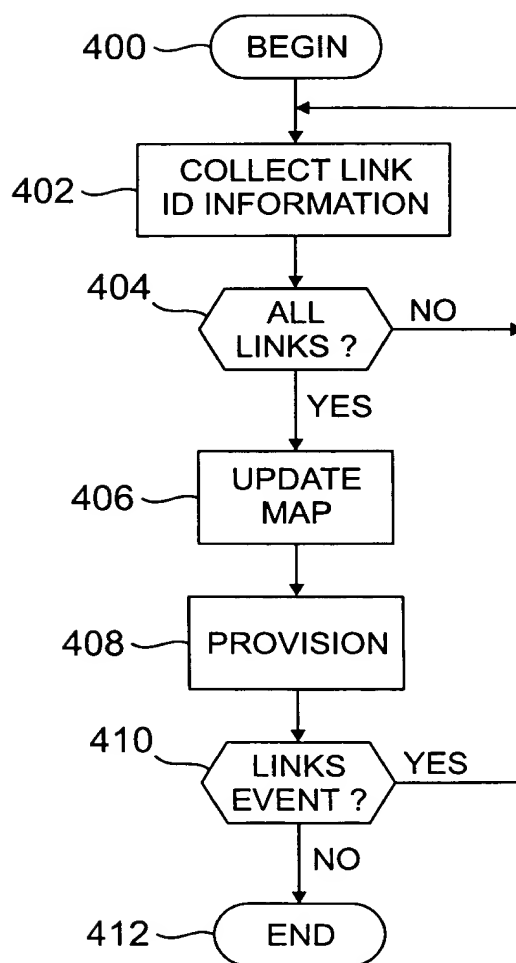 400
BEGIN
402
COLLECT LINK
ID INFORMATION
404
ALL
LINKS ?
NO
YES
406
UPDATE
MAP
408
PROVISION
410
LINKS
EVENT ?
YES
NO
412
END